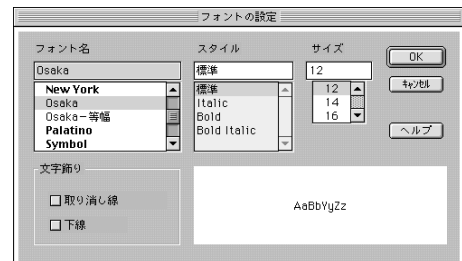 フォントの設定
フォント名
Osaka
New York
Osaka
Osaka－等幅
Palatino
Symbol
スタイル
標準
標準
Italic
Bold
Bold Italic
サイズ
12
12
14
16
OK
キャンセル
ヘルプ
文字飾り
取り消し線
下線
AaBbYyZz